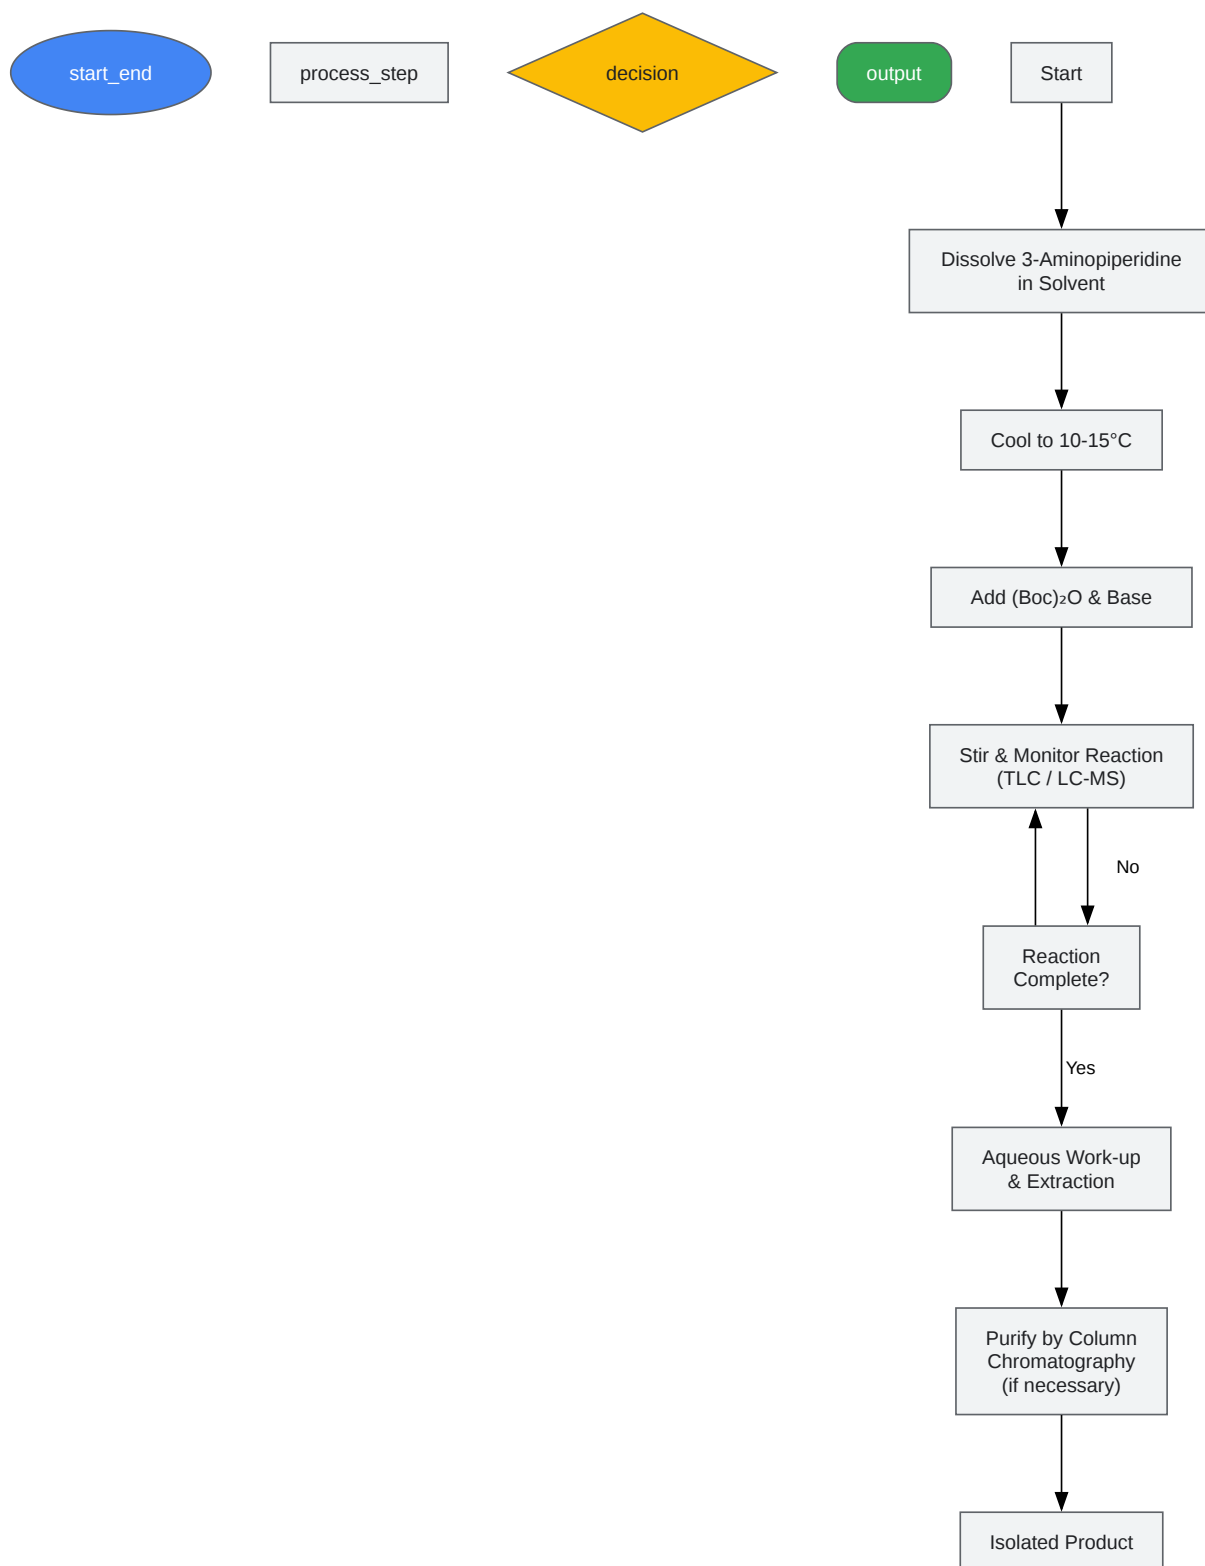 start_end
process_step
decision
output
Start
Dissolve 3-Aminopiperidine
in Solvent
Cool to 10-15°C
Add (Boc)₂O & Base
Stir & Monitor Reaction
(TLC / LC-MS)
No
Reaction
Complete?
Yes
Aqueous Work-up
& Extraction
Purify by Column
Chromatography
(if necessary)
Isolated Product